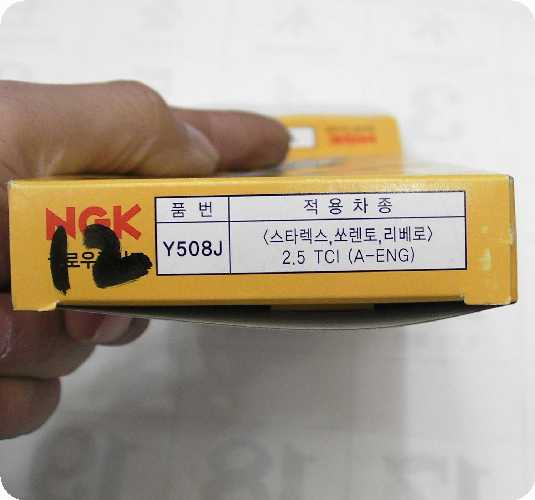 NGK
12
품 번
적 용 차 종
Y508J
<스타렉스,쏘렌토,리베로>
2.5 TCI (A-ENG)
NGK